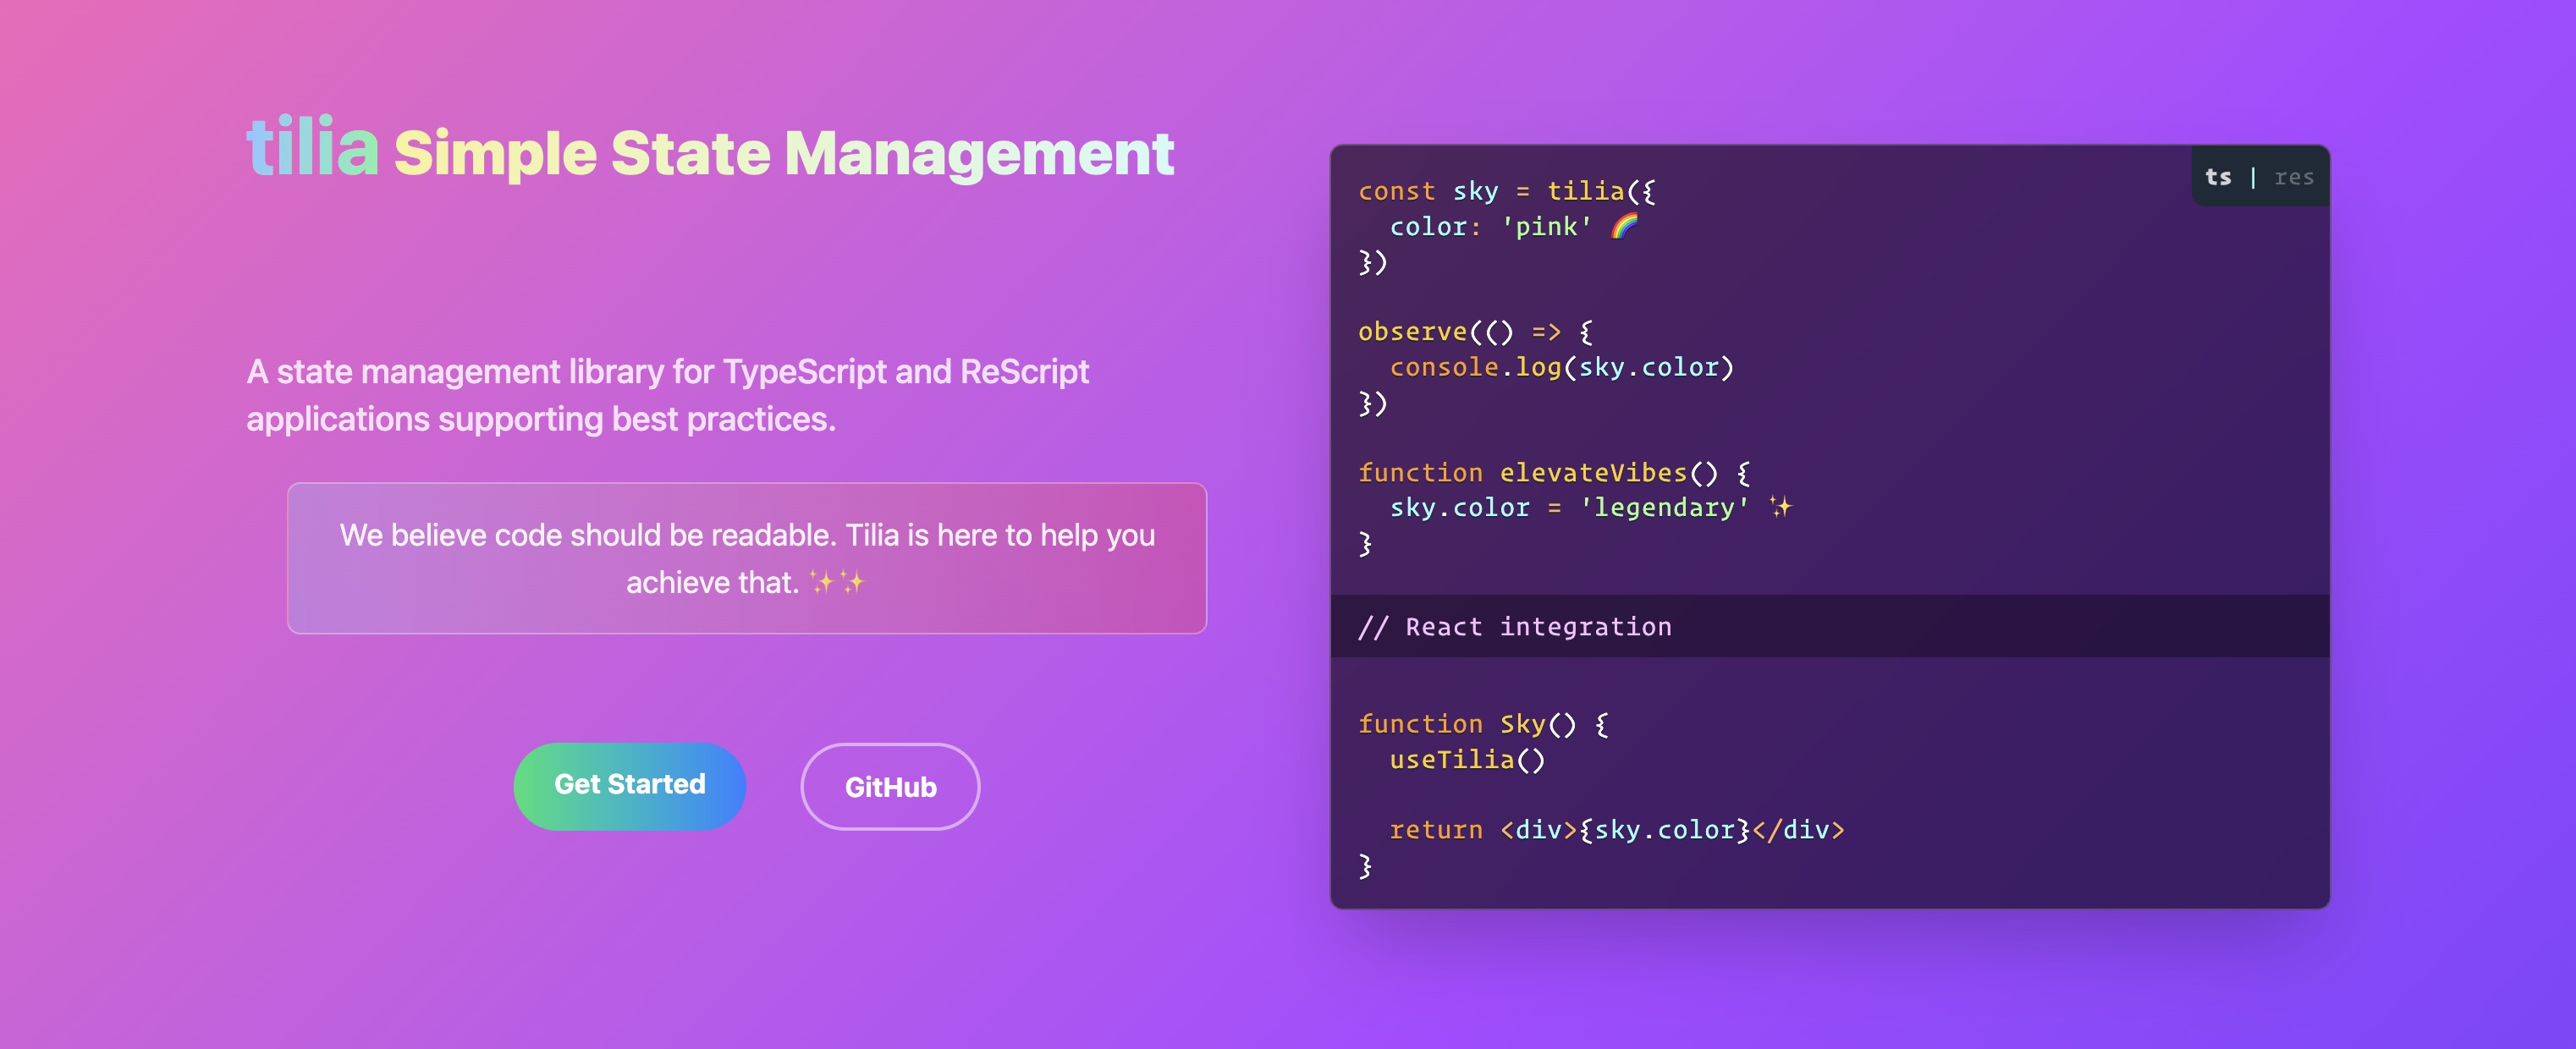 tilia Simple State Management
A state management library for TypeScript and ReScript
applications supporting best practices.
We believe code should be readable. Tilia is here to help you
achieve that. ✨✨
Get Started
GitHub
ts | res
const sky = tilia({
  color: 'pink' 🌈
})
observe(() => {
  console.log(sky.color)
})
function elevateVibes() {
  sky.color = 'legendary' ✨
}
// React integration
function Sky() {
  useTilia()
  return <div>{sky.color}</div>
}